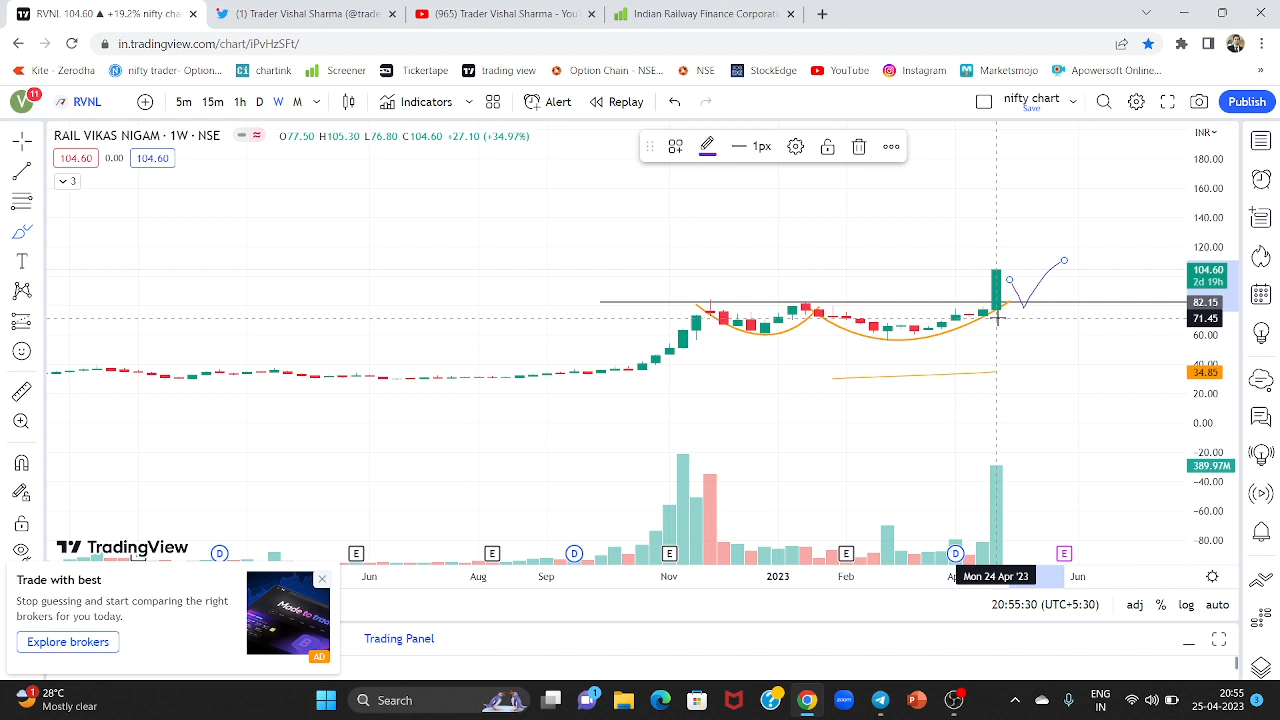 nifty chart
+19.2% nifty cha
(1) Trader Vishal Sharma (@trade
(965) Trader Vishal Sharma - YouT
Indian Railway Finance Corporati
in.tradingview.com/chart/iPvHzSFt/
Kite - Zerodha
nifty trader- Option...
chartink
Screener
Tickertape
trading view
Option Chain - NSE...
NSE
StockEdge
YouTube
Instagram
Marketsmojo
Apowersoft Online...
V 11 RVNL 5m 15m 1h D W M Indicators Alert Replay nifty chart Publish
Save
RAIL VIKAS NIGAM · 1W · NSE O77.50 H105.30 L76.80 C104.60 +27.10 (+34.97%)
1px
INR
104.60 0.00 104.60
180.00
3
160.00
140.00
120.00
104.60
2d 19h
82.15
71.45
60.00
34.85
20.00
0.00
-20.00
389.97M
-40.00
-60.00
-80.00
TradingView
D E E D E E D E
Jun Aug Sep Nov 2023 Feb Mon 24 Apr '23 Jun
20:55:30 (UTC+5:30) adj % log auto
Trade with best
Stop guessing and start comparing the right
brokers for you today.
Explore brokers
Made to trade
AD
Trading Panel
28°C
Mostly clear
Search
ENG
IN
20:55
25-04-2023